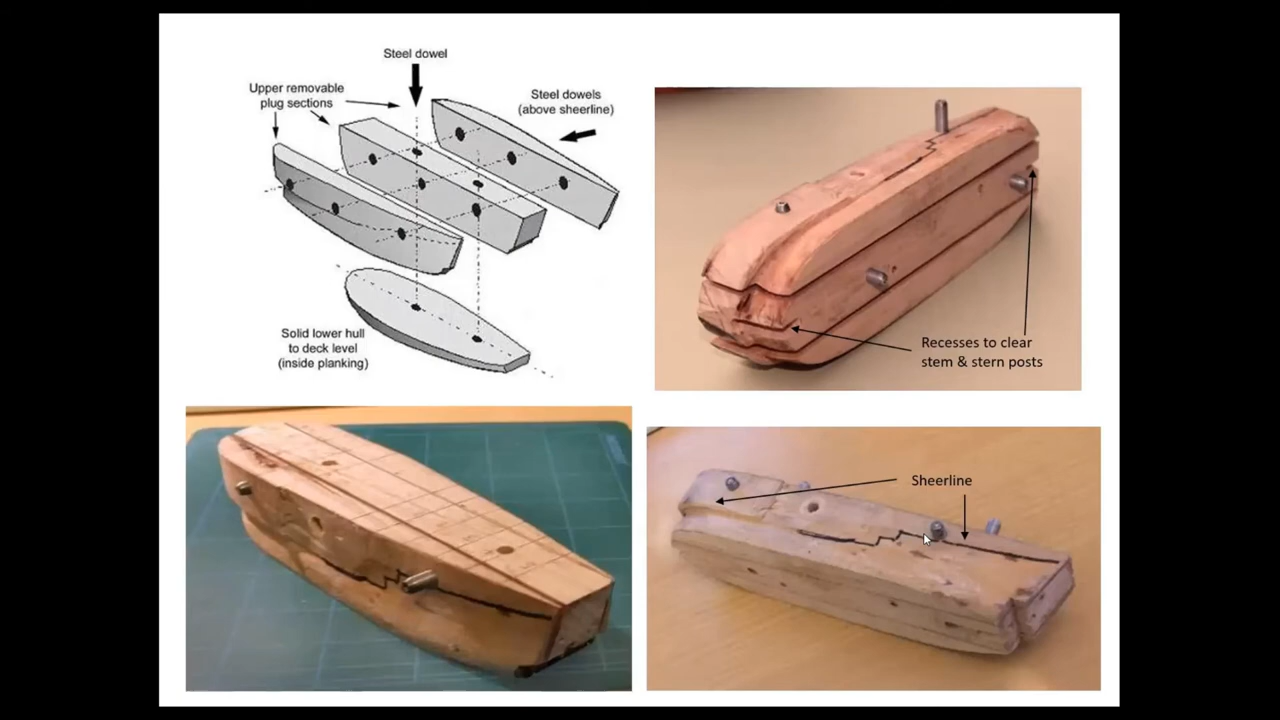 Steel dowel
Upper removable
plug sections
Steel dowels
(above sheerline)
Solid lower hull
to deck level
(inside planking)
Recesses to clear
stem & stern posts
Sheerline